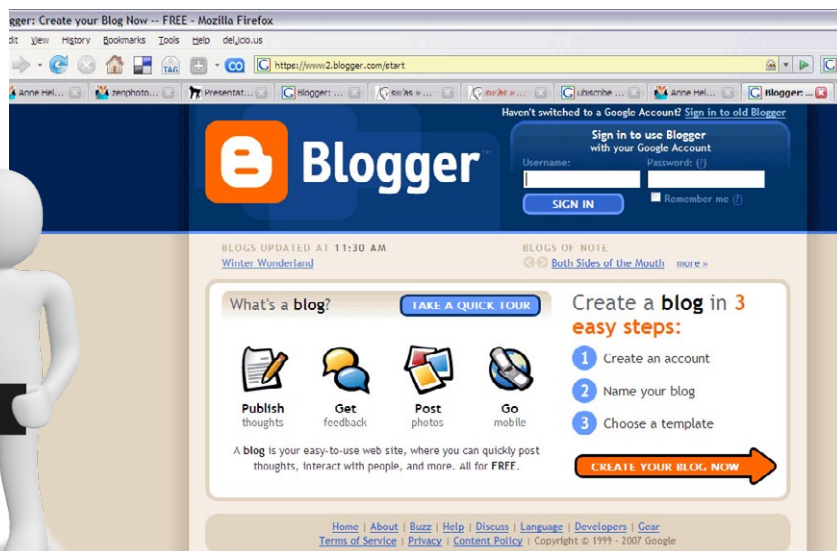 gger: Create your Blog Now -- FREE - Mozilla Firefox
dit View History Bookmarks Tools Help del.icio.us
TAG CO https://www2.blogger.com/start
Anne Hel... zenphoto... Presentat... Blogger: ... ubscribe ... Anne Hel... Blogger: ...
Haven't switched to a Google Account? Sign in to old Blogger
Blogger™
Sign in to use Blogger
with your Google Account
Username: Password: (?)
SIGN IN Remember me (?)
BLOGS UPDATED AT 11:30 AM
Winter Wonderland
BLOGS OF NOTE
Both Sides of the Mouth more »
What's a blog? TAKE A QUICK TOUR
Publish
thoughts
Get
feedback
Post
photos
Go
mobile
A blog is your easy-to-use web site, where you can quickly post
thoughts, interact with people, and more. All for FREE.
Create a blog in 3
easy steps:
1 Create an account
2 Name your blog
3 Choose a template
CREATE YOUR BLOG NOW
Home | About | Buzz | Help | Discuss | Language | Developers | Gear
Terms of Service | Privacy | Content Policy | Copyright © 1999 - 2007 Google